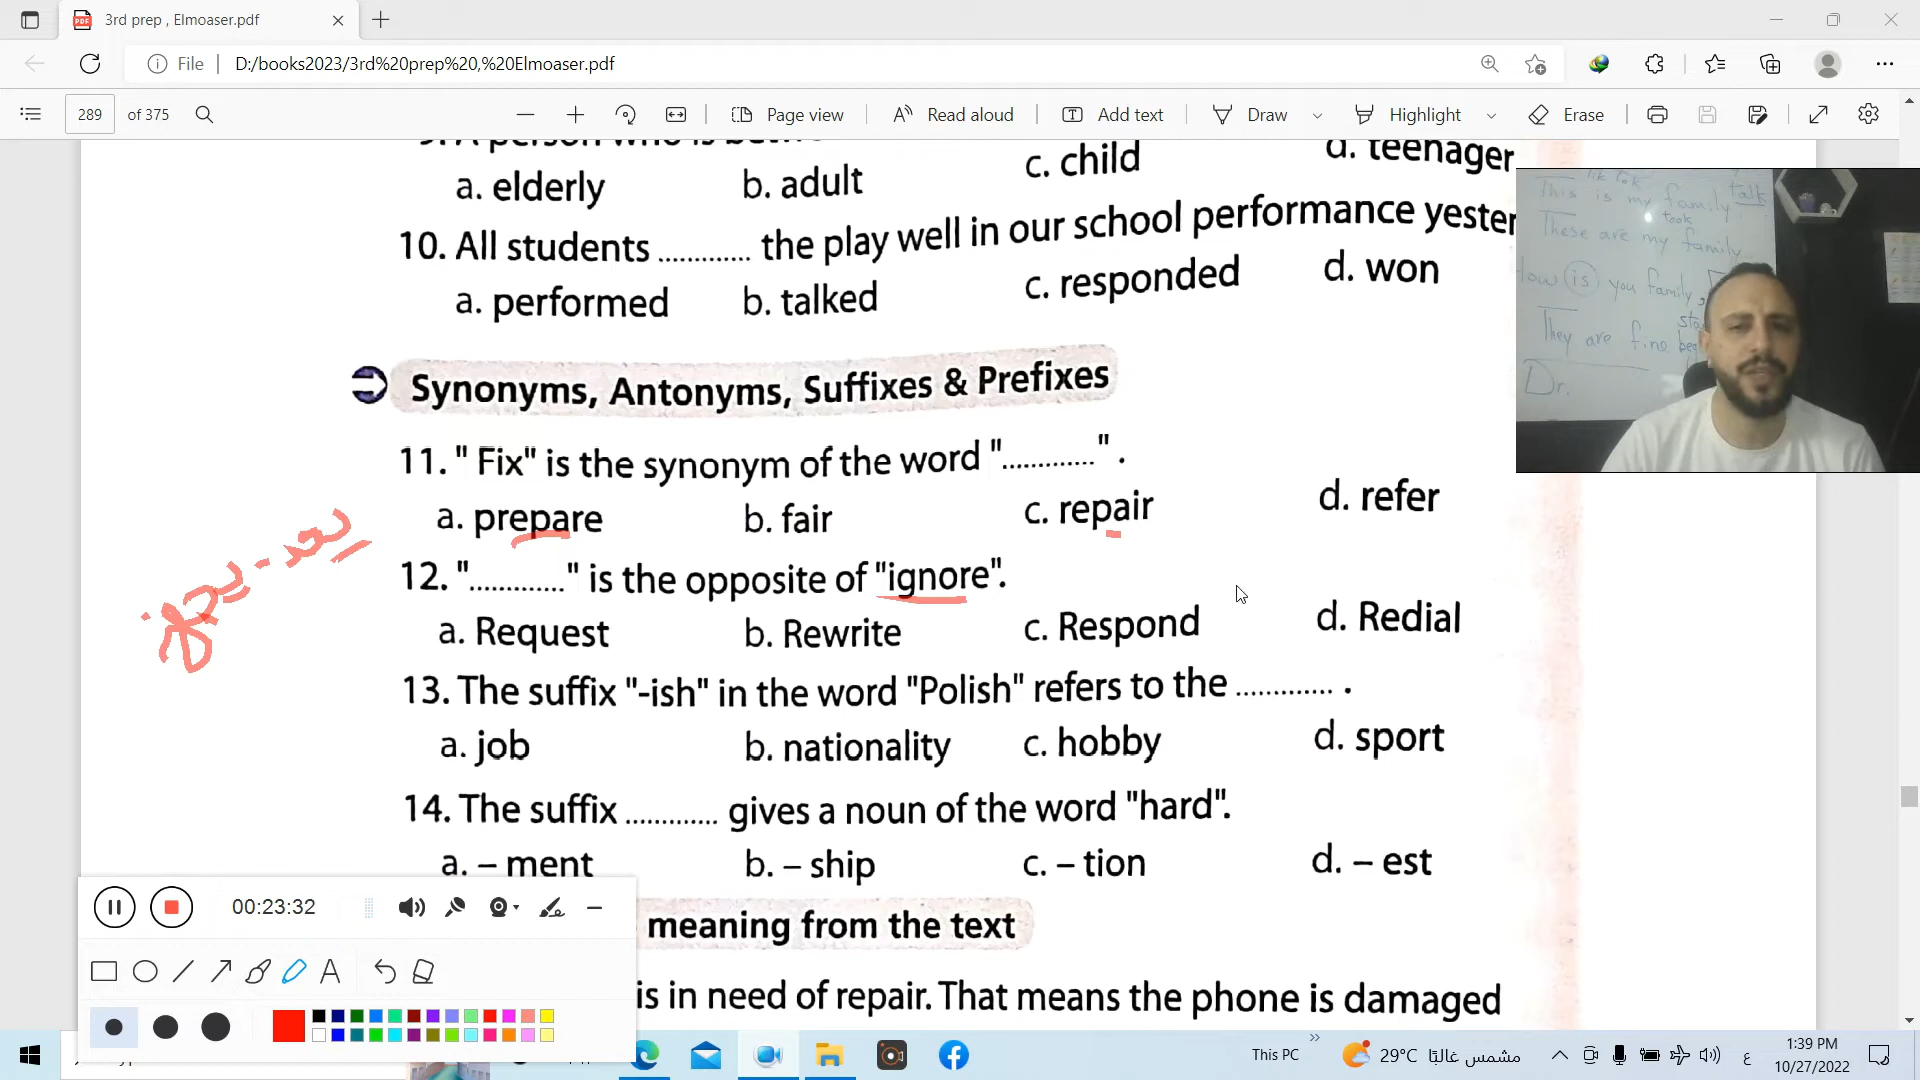 3rd prep , Elmoaser.pdf
File D:/books2023/3rd%20prep%20,%20Elmoaser.pdf
289 of 375 Page view Read aloud Add text Draw Highlight Erase
a. elderly b. adult c. child d. teenager
10. All students ............. the play well in our school performance yester
a. performed b. talked c. responded d. won
Synonyms, Antonyms, Suffixes & Prefixes
11. " Fix" is the synonym of the word "............." .
a. prepare b. fair c. repair d. refer
12. "............." is the opposite of "ignore".
a. Request b. Rewrite c. Respond d. Redial
13. The suffix "-ish" in the word "Polish" refers to the ............. .
a. job b. nationality c. hobby d. sport
14. The suffix ............. gives a noun of the word "hard".
a. – ment b. – ship c. – tion d. – est
meaning from the text
is in need of repair. That means the phone is damaged
This is my family talk
took
These are my family
How is you family
They are fine
Dr.
00:23:32
A
This PC 29°C مشمس غالبًا ع 1:39 PM
10/27/2022